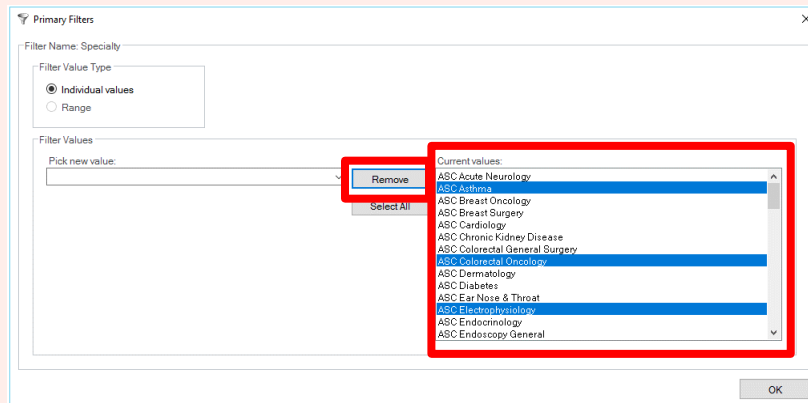 Primary Filters
Filter Name: Specialty
Filter Value Type
Individual values
Range
Filter Values
Pick new value:
Remove
Select All
Current values:
ASC Acute Neurology
ASC Asthma
ASC Breast Oncology
ASC Breast Surgery
ASC Cardiology
ASC Chronic Kidney Disease
ASC Colorectal General Surgery
ASC Colorectal Oncology
ASC Dermatology
ASC Diabetes
ASC Ear Nose & Throat
ASC Electrophysiology
ASC Endocrinology
ASC Endoscopy General
OK